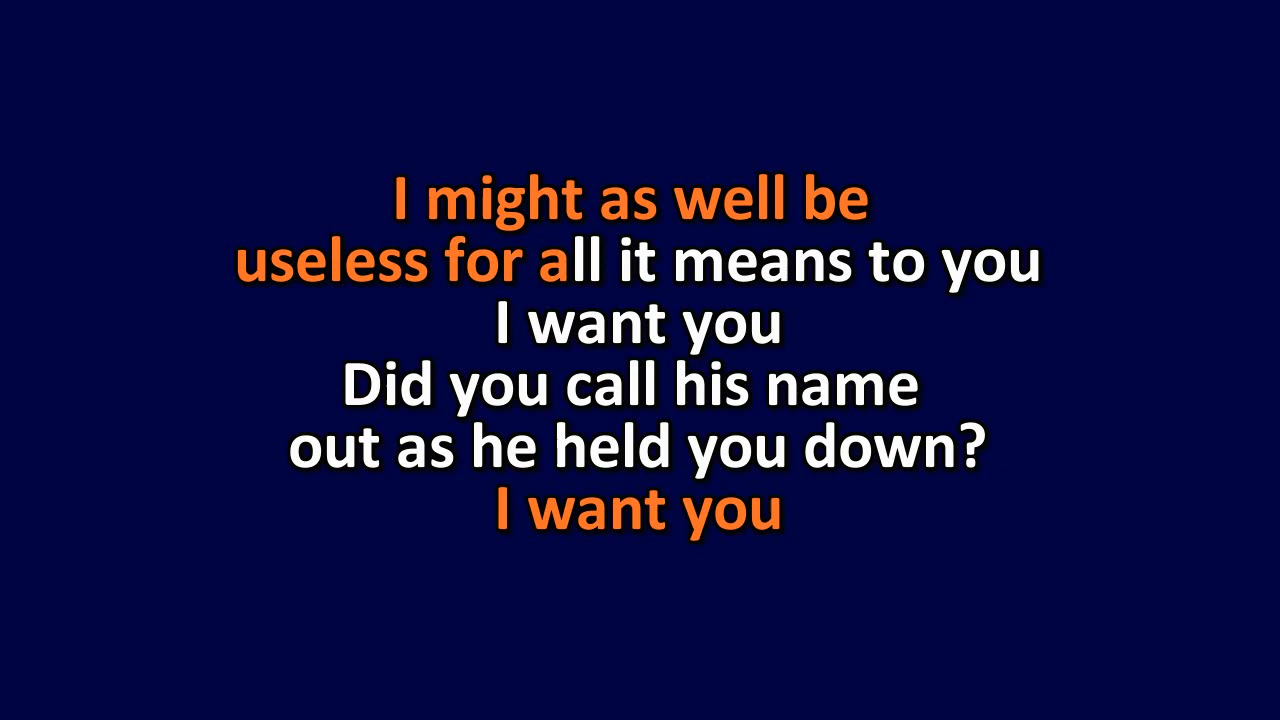 I might as well be
useless for all it means to you
I want you
Did you call his name
out as he held you down?
I want you